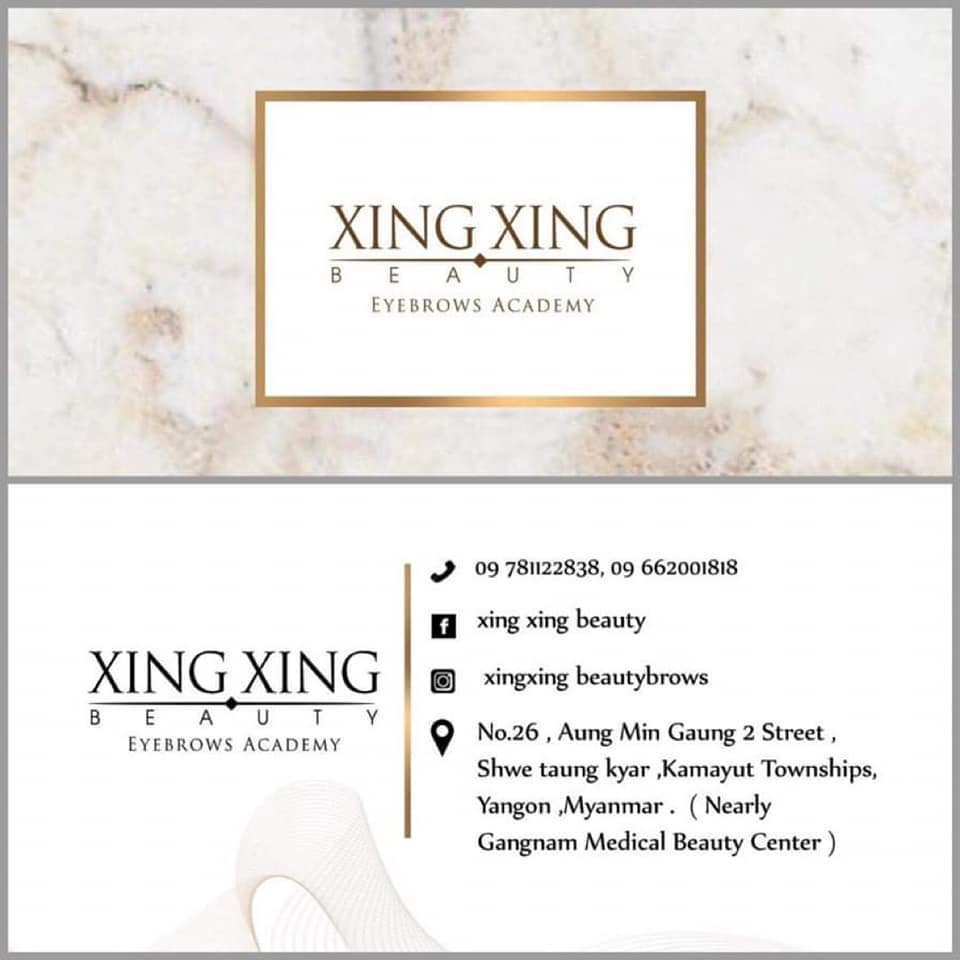 XING XING
BEAUTY
EYEBROWS ACADEMY
XING XING
BEAUTY
EYEBROWS ACADEMY
09 781122838, 09 662001818
xing xing beauty
xingxing beautybrows
No.26 , Aung Min Gaung 2 Street ,
Shwe taung kyar ,Kamayut Townships,
Yangon ,Myanmar . ( Nearly
Gangnam Medical Beauty Center )